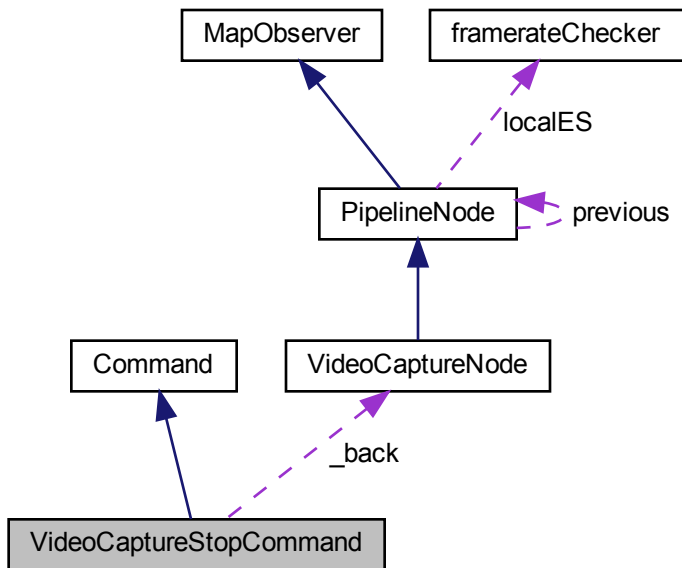 MapObserver
framerateChecker
localES
PipelineNode
previous
Command
VideoCaptureNode
_back
VideoCaptureStopCommand